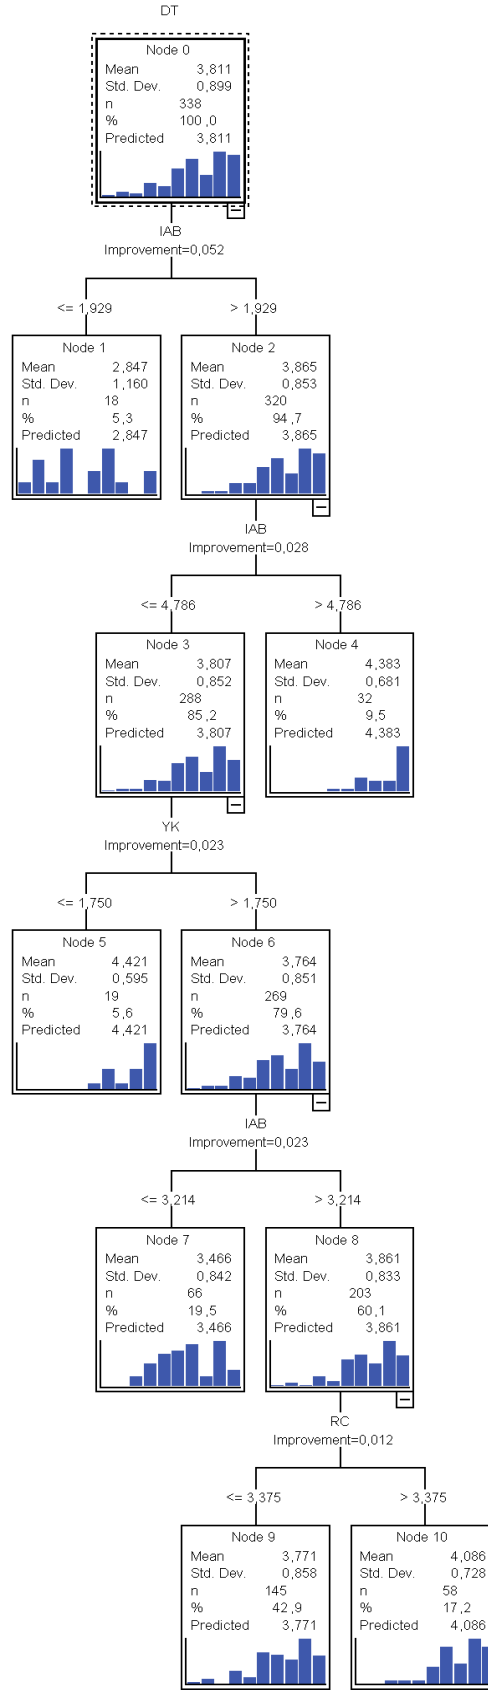 DT
Node 0
Mean 3,811
Std. Dev. 0,899
n 338
% 100,0
Predicted 3,811
IAB
Improvement=0,052
<= 1,929 > 1,929
Node 1
Mean 2,847
Std. Dev. 1,160
n 18
% 5,3
Predicted 2,847
Node 2
Mean 3,865
Std. Dev. 0,853
n 320
% 94,7
Predicted 3,865
IAB
Improvement=0,028
<= 4,786 > 4,786
Node 3
Mean 3,807
Std. Dev. 0,852
n 288
% 85,2
Predicted 3,807
Node 4
Mean 4,383
Std. Dev. 0,681
n 32
% 9,5
Predicted 4,383
YK
Improvement=0,023
<= 1,750 > 1,750
Node 5
Mean 4,421
Std. Dev. 0,595
n 19
% 5,6
Predicted 4,421
Node 6
Mean 3,764
Std. Dev. 0,851
n 269
% 79,6
Predicted 3,764
IAB
Improvement=0,023
<= 3,214 > 3,214
Node 7
Mean 3,466
Std. Dev. 0,842
n 66
% 19,5
Predicted 3,466
Node 8
Mean 3,861
Std. Dev. 0,833
n 203
% 60,1
Predicted 3,861
RC
Improvement=0,012
<= 3,375 > 3,375
Node 9
Mean 3,771
Std. Dev. 0,858
n 145
% 42,9
Predicted 3,771
Node 10
Mean 4,086
Std. Dev. 0,728
n 58
% 17,2
Predicted 4,086